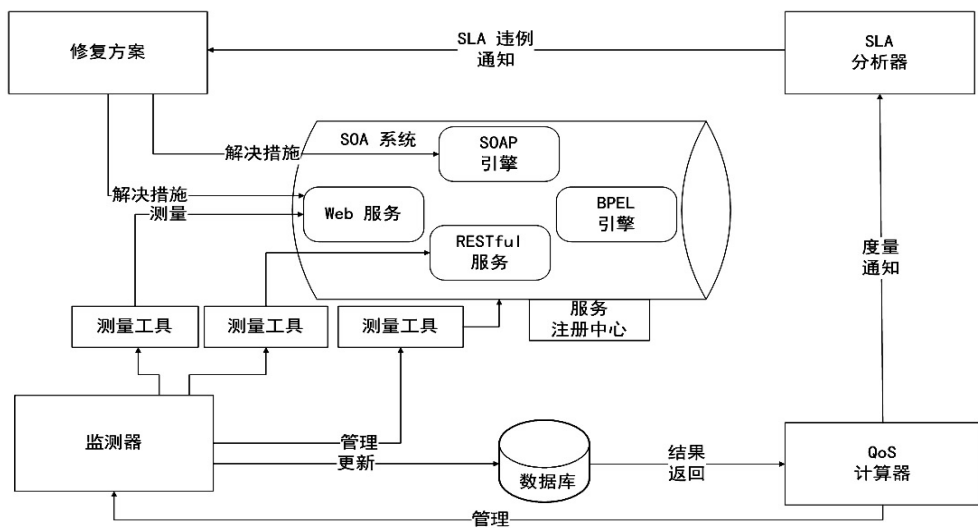 修复方案
SLA 违例
通知
SLA
分析器
解决措施
SOA 系统
SOAP
引擎
解决措施
测量
Web 服务
BPEL
引擎
RESTful
服务
度量
通知
测量工具
测量工具
测量工具
服务
注册中心
监测器
管理
更新
数据库
结果
返回
QoS
计算器
管理